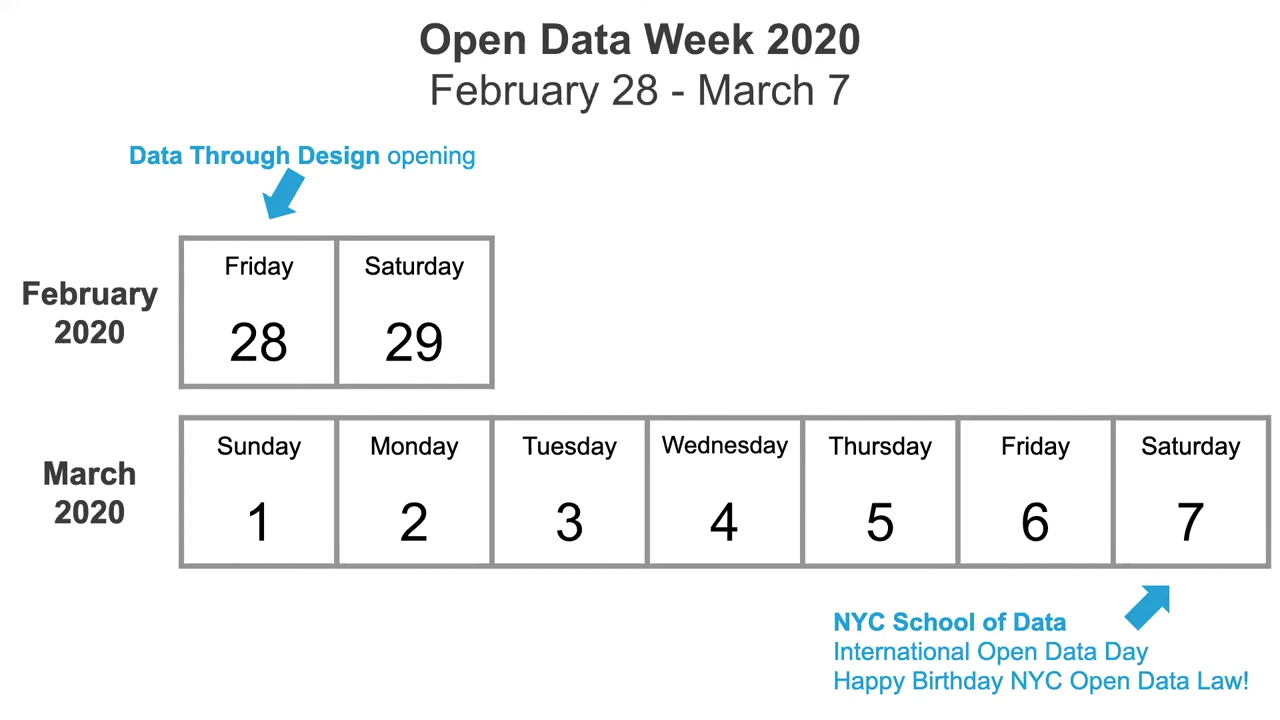 Open Data Week 2020
February 28 - March 7
Data Through Design opening
February
2020
Friday
28
Saturday
29
March
2020
Sunday
1
Monday
2
Tuesday
3
Wednesday
4
Thursday
5
Friday
6
Saturday
7
NYC School of Data
International Open Data Day
Happy Birthday NYC Open Data Law!